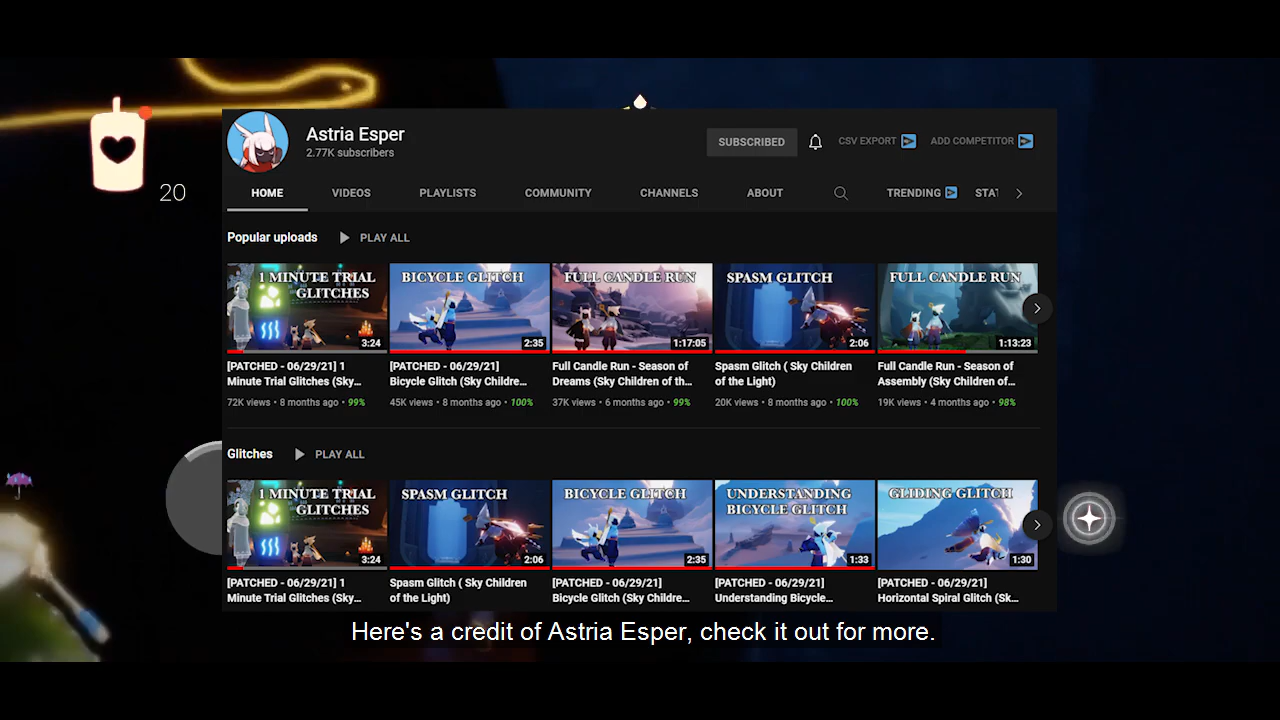 Astria Esper
2.77K subscribers
SUBSCRIBED
CSV EXPORT
ADD COMPETITOR
20
HOME
VIDEOS
PLAYLISTS
COMMUNITY
CHANNELS
ABOUT
TRENDING
STAT
Popular uploads
PLAY ALL
1 MINUTE TRIAL
GLITCHES
3:24
BICYCLE GLITCH
2:35
FULL CANDLE RUN
1:17:05
SPASM GLITCH
2:06
FULL CANDLE RUN
1:13:23
[PATCHED - 06/29/21] 1
Minute Trial Glitches (Sky...
72K views • 8 months ago • 99%
[PATCHED - 06/29/21]
Bicycle Glitch (Sky Childre...
45K views • 8 months ago • 100%
Full Candle Run - Season of
Dreams (Sky Children of th...
37K views • 6 months ago • 99%
Spasm Glitch ( Sky Children
of the Light)
20K views • 8 months ago • 100%
Full Candle Run - Season of
Assembly (Sky Children of...
19K views • 4 months ago • 98%
Glitches
PLAY ALL
1 MINUTE TRIAL
GLITCHES
3:24
SPASM GLITCH
2:06
BICYCLE GLITCH
2:35
UNDERSTANDING
BICYCLE GLITCH
1:33
GLIDING GLITCH
1:30
[PATCHED - 06/29/21] 1
Minute Trial Glitches (Sky...
Spasm Glitch ( Sky Children
of the Light)
[PATCHED - 06/29/21]
Bicycle Glitch (Sky Childre...
[PATCHED - 06/29/21]
Understanding Bicycle...
[PATCHED - 06/29/21]
Horizontal Spiral Glitch (Sk...
Here's a credit of Astria Esper, check it out for more.